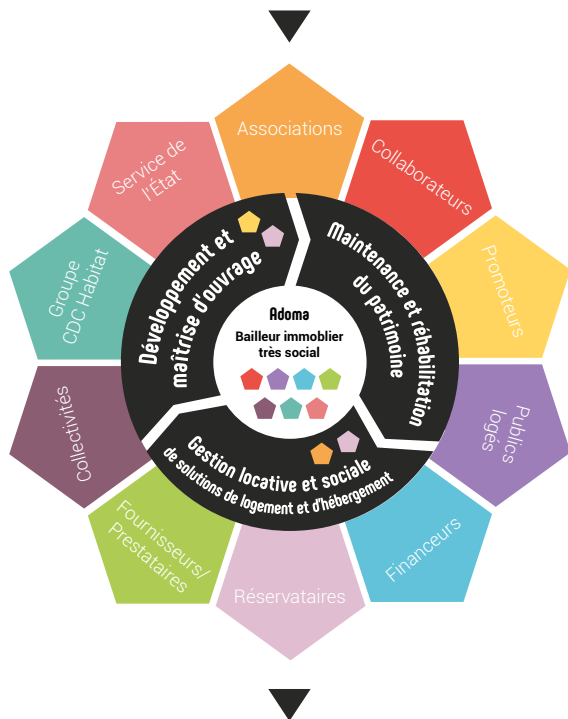 Associations
Collaborateurs
Promoteurs
Publics
logés
Financeurs
Réservataires
Fournisseurs/
Prestataires
Collectivités
Groupe
CDC Habitat
Service de
l'État
Développement et
maîtrise d'ouvrage
Maintenance et réhabilitation
du patrimoine
Gestion locative et sociale
de solutions de logement et d'hébergement
Adoma
Bailleur immoblier
très social